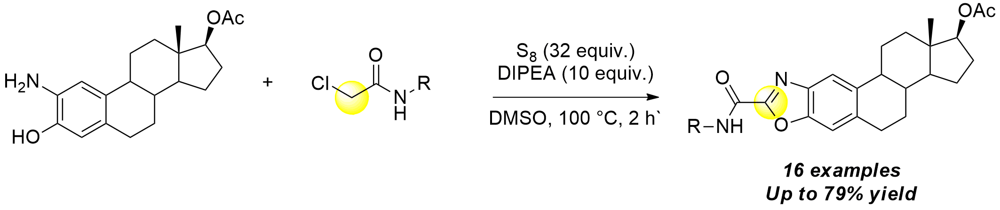 OAc
H₂N
HO
+
Cl
O
N
H
R
S₈ (32 equiv.)
DIPEA (10 equiv.)
DMSO, 100 °C, 2 h`
OAc
O
N
O
R–NH
16 examples
Up to 79% yield